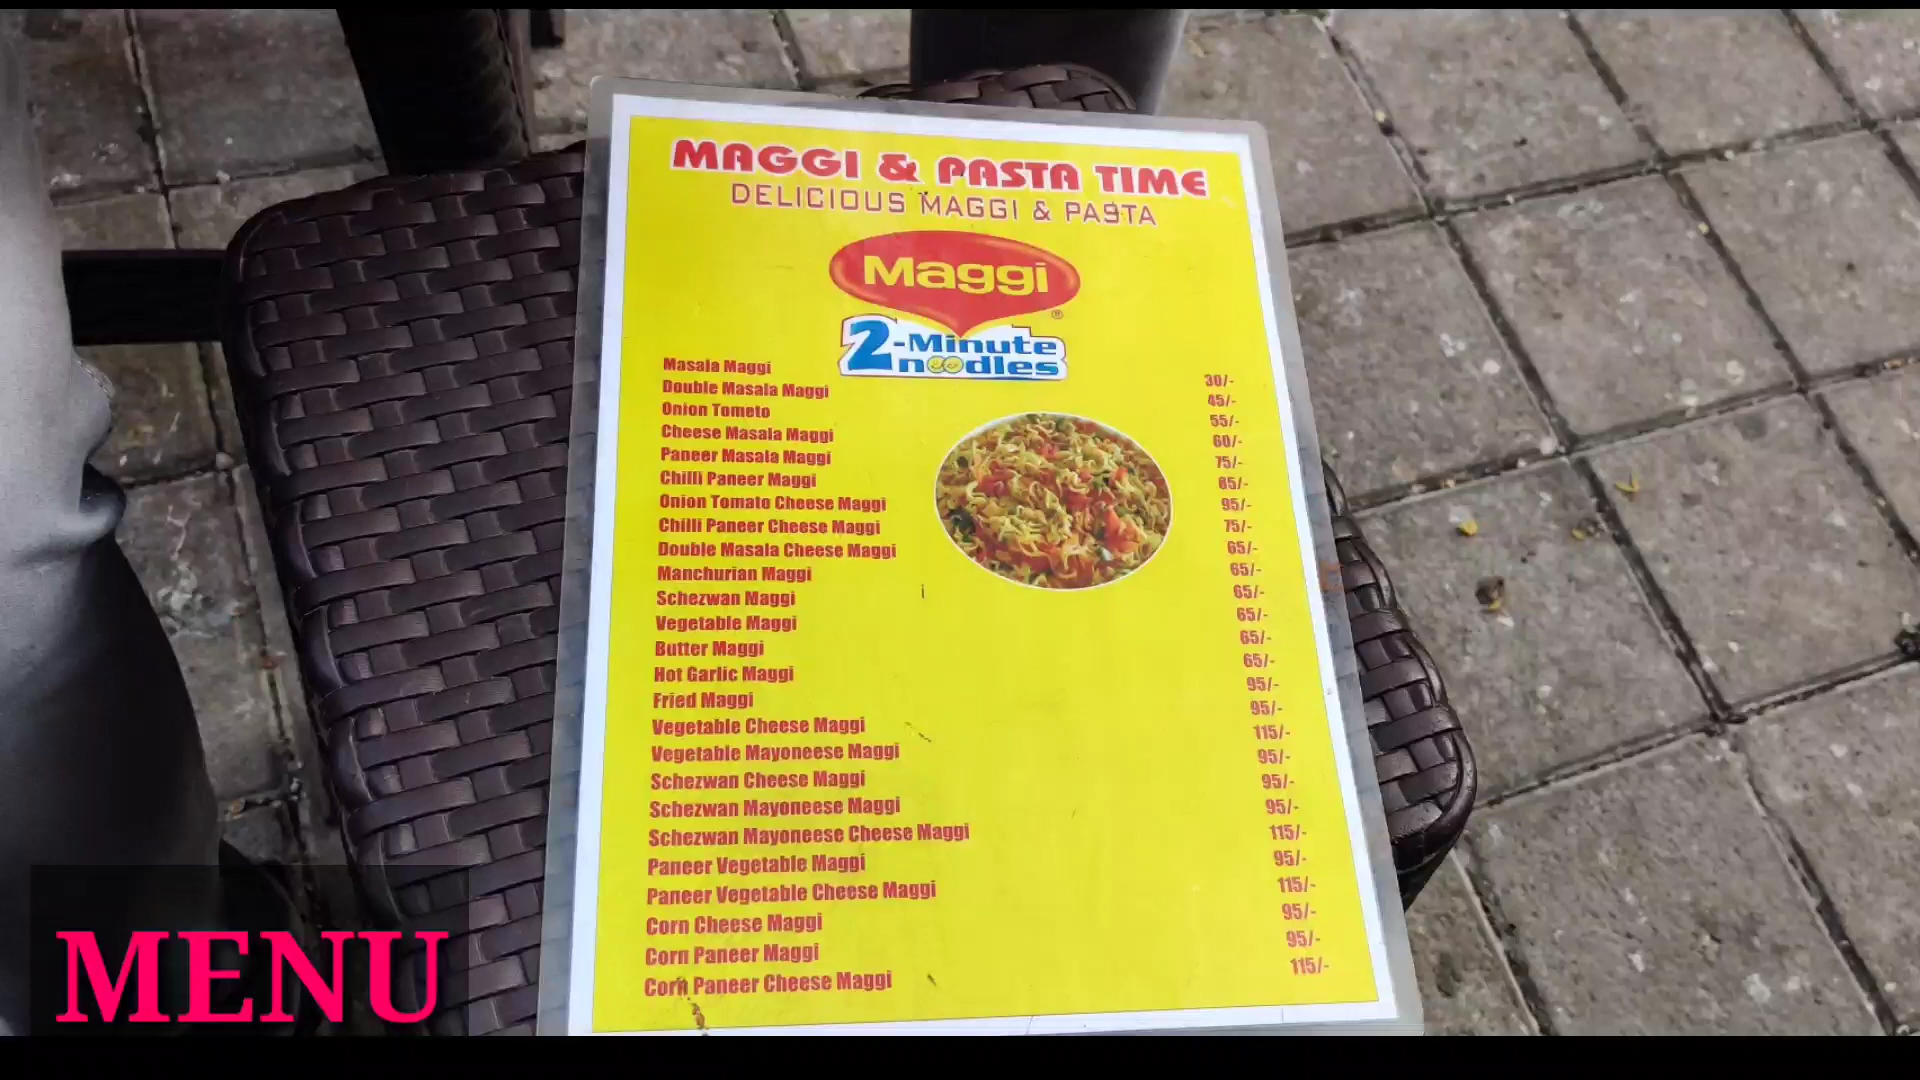 MAGGI & PASTA TIME
DELICIOUS MAGGI & PASTA
Maggi
®
2-Minute
noodles
Masala Maggi
Double Masala Maggi
Onion Tometo
Cheese Masala Maggi
Paneer Masala Maggi
Chilli Paneer Maggi
Onion Tomato Cheese Maggi
Chilli Paneer Cheese Maggi
Double Masala Cheese Maggi
Manchurian Maggi
Schezwan Maggi
Vegetable Maggi
Butter Maggi
Hot Garlic Maggi
Fried Maggi
Vegetable Cheese Maggi
Vegetable Mayoneese Maggi
Schezwan Cheese Maggi
Schezwan Mayoneese Maggi
Schezwan Mayoneese Cheese Maggi
Paneer Vegetable Maggi
Paneer Vegetable Cheese Maggi
Corn Cheese Maggi
Corn Paneer Maggi
Corn Paneer Cheese Maggi
30/-
45/-
55/-
60/-
75/-
85/-
95/-
75/-
65/-
65/-
65/-
65/-
65/-
65/-
95/-
95/-
115/-
95/-
95/-
95/-
115/-
95/-
115/-
95/-
95/-
115/-
MENU